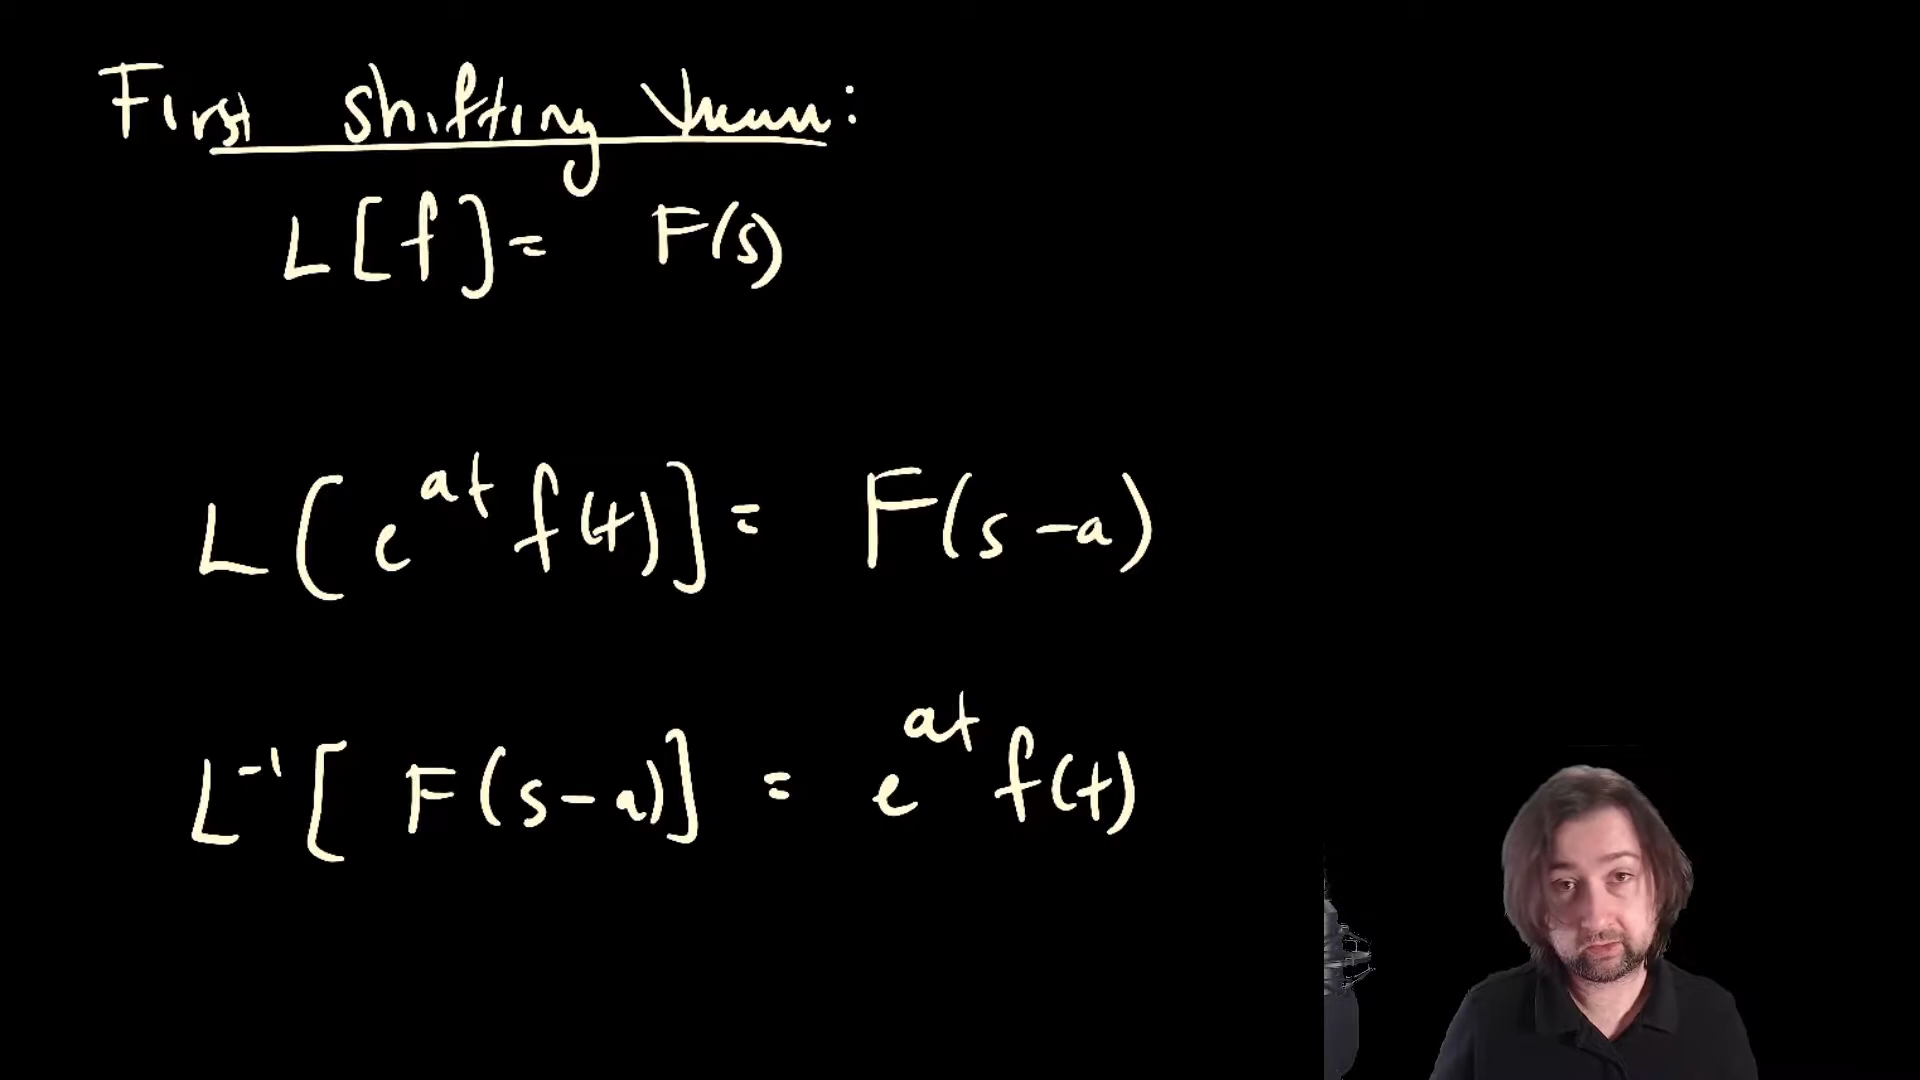 First shifting theorem:
L[f] = F(s)
L[e^{at} f(t)] = F(s-a)
L^{-1}[F(s-a)] = e^{at} f(t)